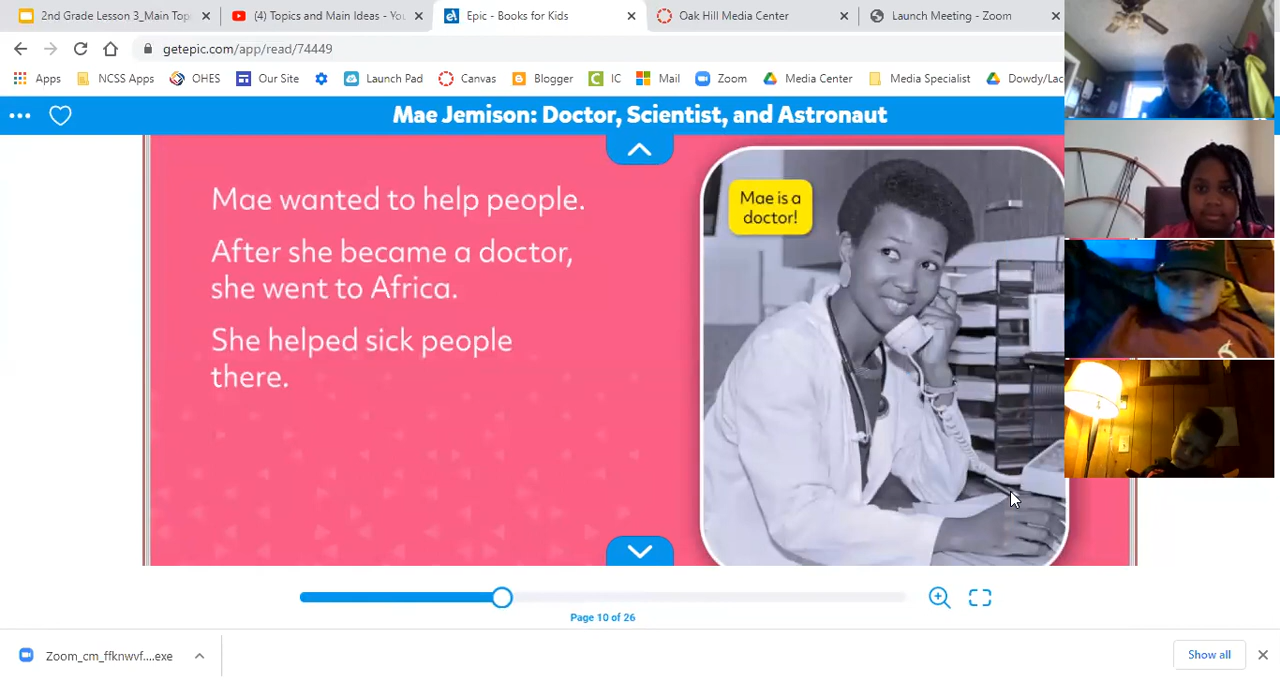 2nd Grade Lesson 3_Main Top
(4) Topics and Main Ideas - You
Epic - Books for Kids
Oak Hill Media Center
Launch Meeting - Zoom
getepic.com/app/read/74449
Apps
NCSS Apps
OHES
Our Site
Launch Pad
Canvas
Blogger
IC
Mail
Zoom
Media Center
Media Specialist
Dowdy/Lac
Mae Jemison: Doctor, Scientist, and Astronaut
Mae wanted to help people.
After she became a doctor,
she went to Africa.
She helped sick people
there.
Mae is a
doctor!
Page 10 of 26
Zoom_cm_ffknwvf....exe
Show all